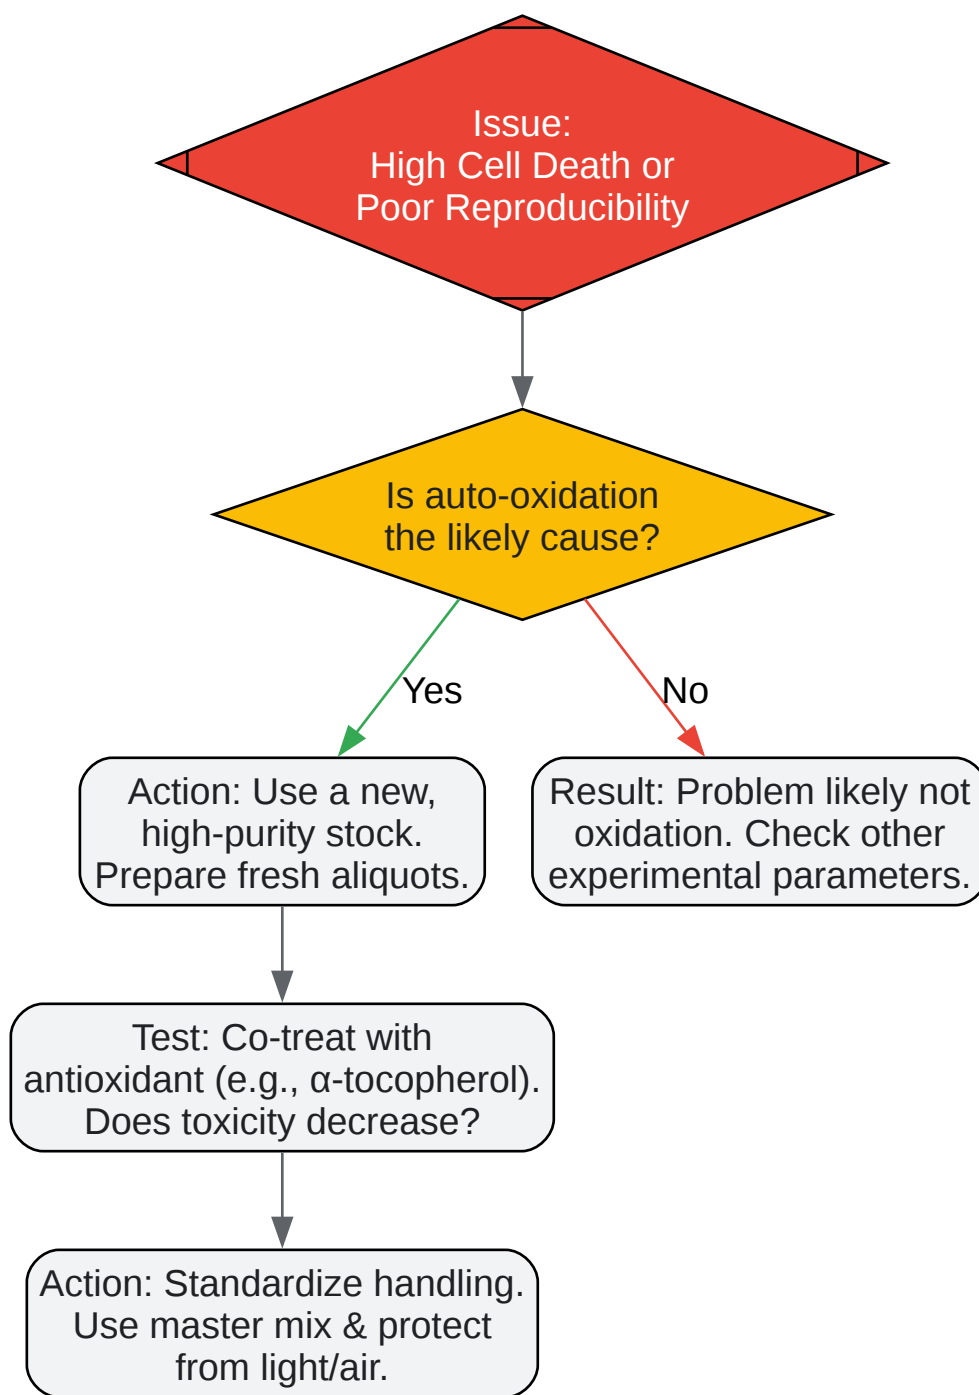 Issue:
High Cell Death or
Poor Reproducibility
Is auto-oxidation
the likely cause?
Yes
No
Action: Use a new,
high-purity stock.
Prepare fresh aliquots.
Result: Problem likely not
oxidation. Check other
experimental parameters.
Test: Co-treat with
antioxidant (e.g., α-tocopherol).
Does toxicity decrease?
Action: Standardize handling.
Use master mix & protect
from light/air.